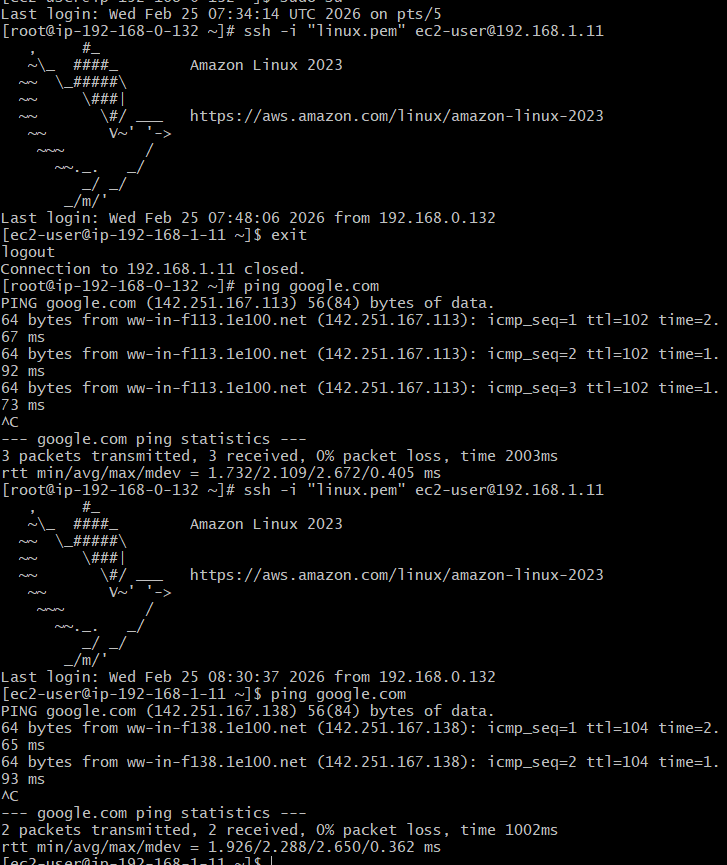 Last login: Wed Feb 25 07:34:14 UTC 2026 on pts/5
[root@ip-192-168-0-132 ~]# ssh -i "linux.pem" ec2-user@192.168.1.11
   ,     #_
   ~\_  ####_        Amazon Linux 2023
  ~~  \_#####\
  ~~     \###|
  ~~       \#/ ___   https://aws.amazon.com/linux/amazon-linux-2023
   ~~       V~' '->
    ~~~         /
      ~~._.   _/
         _/ _/
       _/m/'
Last login: Wed Feb 25 07:48:06 2026 from 192.168.0.132
[ec2-user@ip-192-168-1-11 ~]$ exit
logout
Connection to 192.168.1.11 closed.
[root@ip-192-168-0-132 ~]# ping google.com
PING google.com (142.251.167.113) 56(84) bytes of data.
64 bytes from ww-in-f113.1e100.net (142.251.167.113): icmp_seq=1 ttl=102 time=2.
67 ms
64 bytes from ww-in-f113.1e100.net (142.251.167.113): icmp_seq=2 ttl=102 time=1.
92 ms
64 bytes from ww-in-f113.1e100.net (142.251.167.113): icmp_seq=3 ttl=102 time=1.
73 ms
^C
--- google.com ping statistics ---
3 packets transmitted, 3 received, 0% packet loss, time 2003ms
rtt min/avg/max/mdev = 1.732/2.109/2.672/0.405 ms
[root@ip-192-168-0-132 ~]# ssh -i "linux.pem" ec2-user@192.168.1.11
   ,     #_
   ~\_  ####_        Amazon Linux 2023
  ~~  \_#####\
  ~~     \###|
  ~~       \#/ ___   https://aws.amazon.com/linux/amazon-linux-2023
   ~~       V~' '->
    ~~~         /
      ~~._.   _/
         _/ _/
       _/m/'
Last login: Wed Feb 25 08:30:37 2026 from 192.168.0.132
[ec2-user@ip-192-168-1-11 ~]$ ping google.com
PING google.com (142.251.167.138) 56(84) bytes of data.
64 bytes from ww-in-f138.1e100.net (142.251.167.138): icmp_seq=1 ttl=104 time=2.
65 ms
64 bytes from ww-in-f138.1e100.net (142.251.167.138): icmp_seq=2 ttl=104 time=1.
93 ms
^C
--- google.com ping statistics ---
2 packets transmitted, 2 received, 0% packet loss, time 1002ms
rtt min/avg/max/mdev = 1.926/2.288/2.650/0.362 ms
[ec2-user@ip-192-168-1-11 ~]$